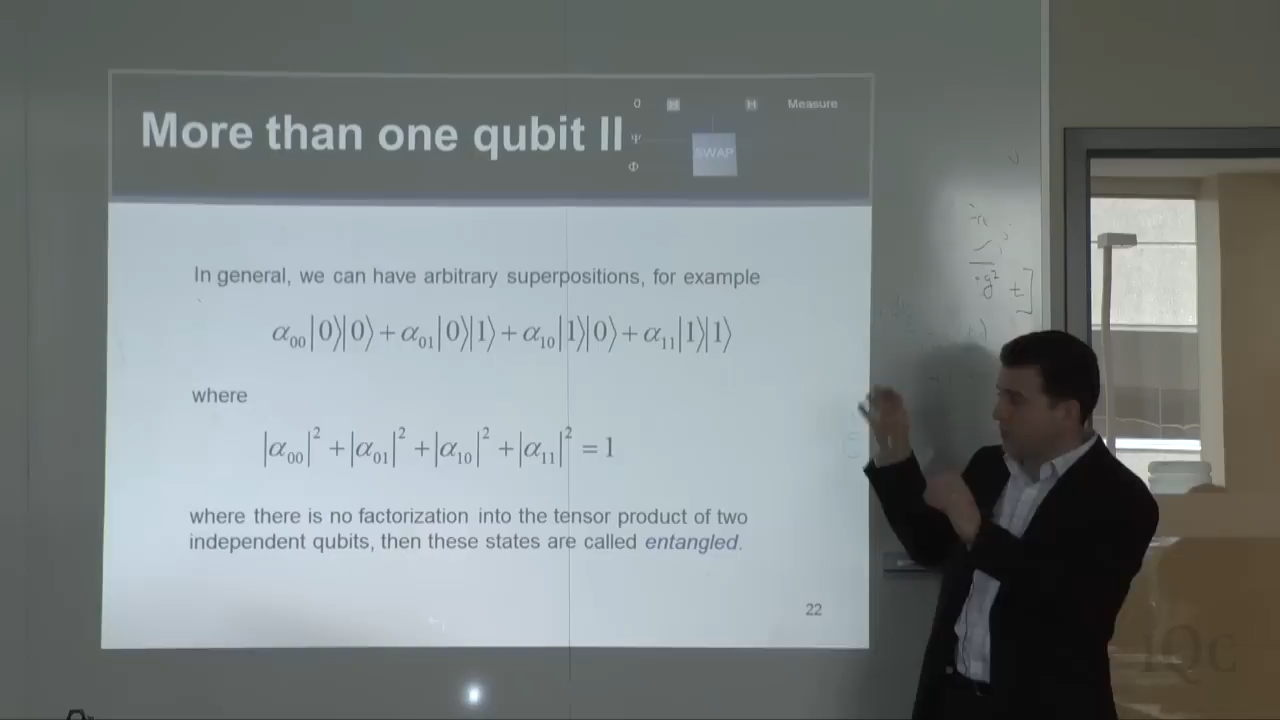 More than one qubit II
0 H H Measure
Ψ
SWAP
Φ
In general, we can have arbitrary superpositions, for example
α₀₀|0⟩|0⟩ + α₀₁|0⟩|1⟩ + α₁₀|1⟩|0⟩ + α₁₁|1⟩|1⟩
where
|α₀₀|² + |α₀₁|² + |α₁₀|² + |α₁₁|² = 1
where there is no factorization into the tensor product of two
independent qubits, then these states are called entangled.
22
IQC